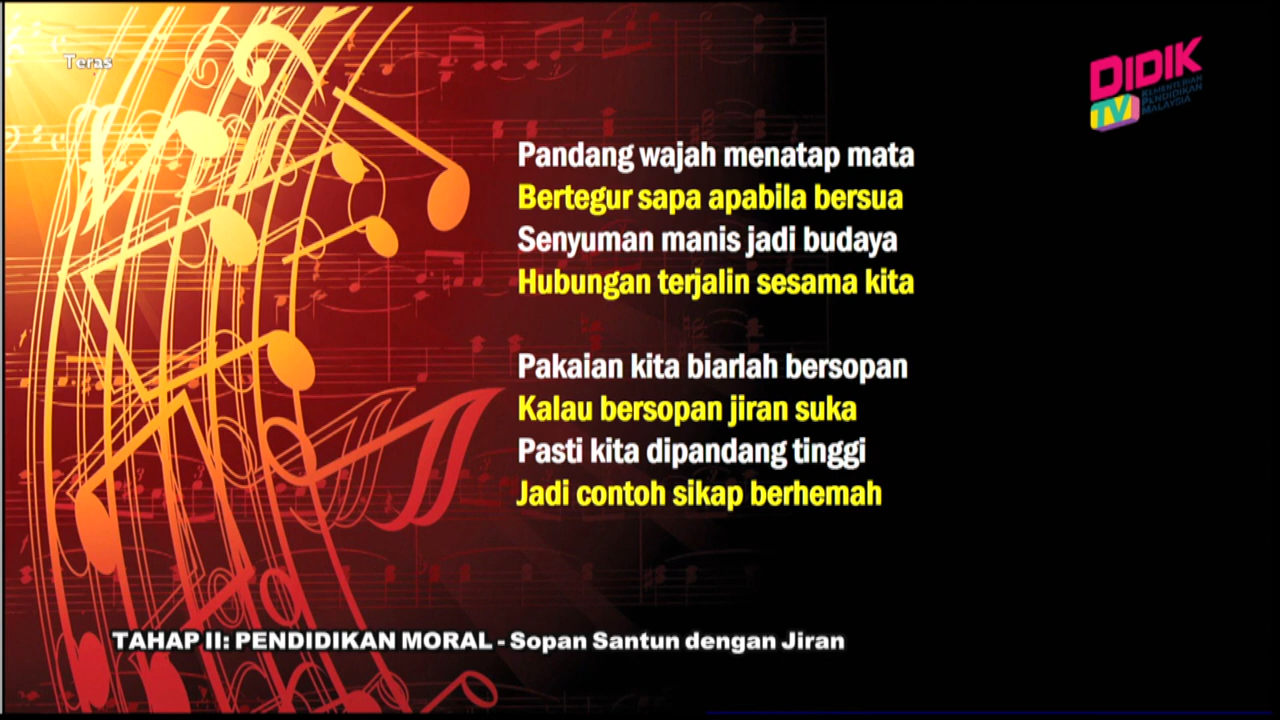 Teras
DIDIK
TV
KEMENTERIAN
PENDIDIKAN
MALAYSIA
Pandang wajah menatap mata
Bertegur sapa apabila bersua
Senyuman manis jadi budaya
Hubungan terjalin sesama kita
Pakaian kita biarlah bersopan
Kalau bersopan jiran suka
Pasti kita dipandang tinggi
Jadi contoh sikap berhemah
TAHAP II: PENDIDIKAN MORAL - Sopan Santun dengan Jiran